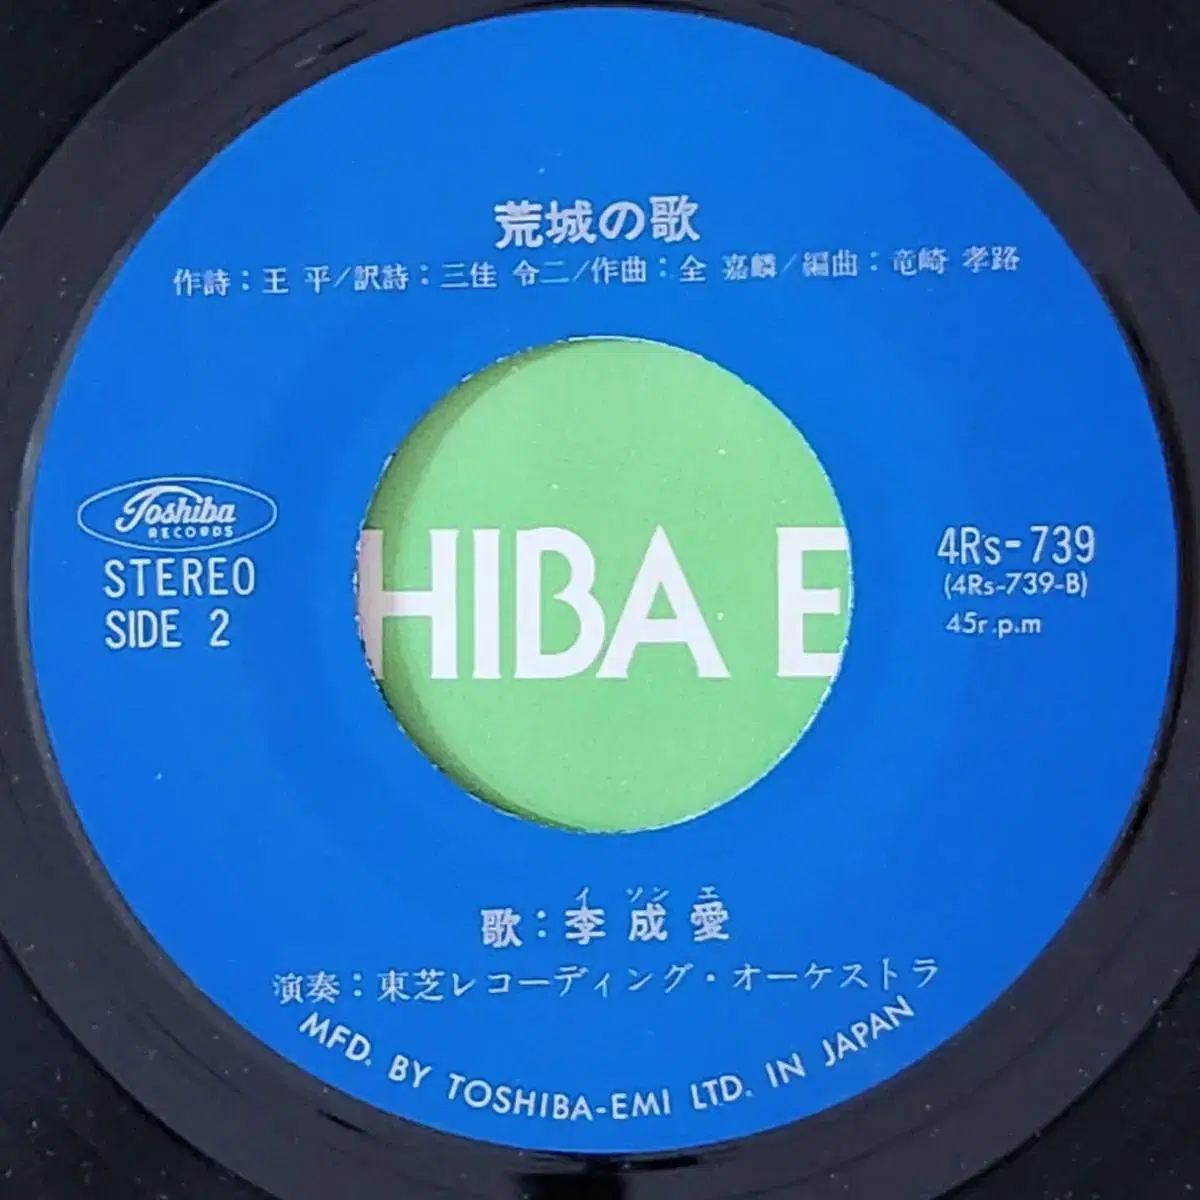 荒城の歌
作詩：王 平/訳詩：三佳 令二/作曲：全 嘉麟/編曲：竜崎 孝路
Toshiba
RECORDS
STEREO
SIDE 2
HIBA E
4Rs-739
(4Rs-739-B)
45r.p.m
イ ソン エ
歌：李 成 愛
演奏：東芝レコーディング・オーケストラ
MFD. BY TOSHIBA-EMI LTD. IN JAPAN